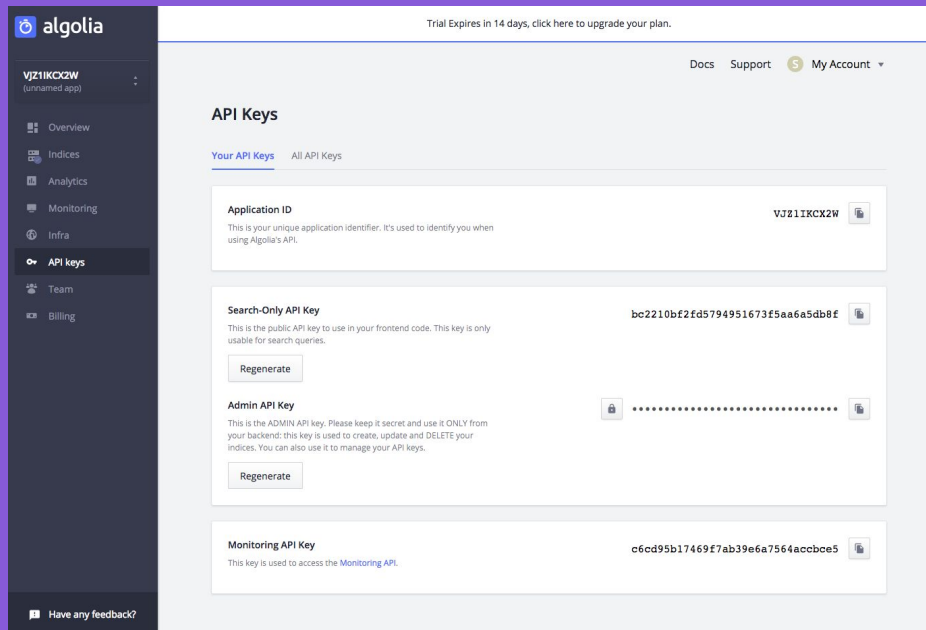 algolia
Trial Expires in 14 days, click here to upgrade your plan.
VJZ1IKCX2W
(unnamed app)
Docs Support S My Account
Overview
Indices
Analytics
Monitoring
Infra
API keys
Team
Billing
API Keys
Your API Keys All API Keys
Application ID
This is your unique application identifier. It's used to identify you when
using Algolia's API.
VJZ1IKCX2W
Search-Only API Key
This is the public API key to use in your frontend code. This key is only
usable for search queries.
bc2210bf2fd5794951673f5aa6a5db8f
Regenerate
Admin API Key
This is the ADMIN API key. Please keep it secret and use it ONLY from
your backend: this key is used to create, update and DELETE your
indices. You can also use it to manage your API keys.
••••••••••••••••••••••••••••••••
Regenerate
Monitoring API Key
This key is used to access the Monitoring API.
c6cd95b17469f7ab39e6a7564accbce5
Have any feedback?